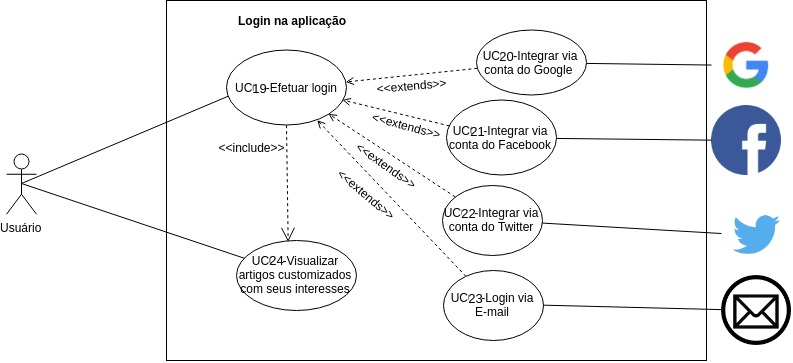 Login na aplicação
UC20-Integrar via
conta do Google
UC19-Efetuar login
<<extends>>
<<extends>>
UC21-Integrar via
conta do Facebook
<<include>>
<<extends>>
<<extends>>
UC22-Integrar via
conta do Twitter
Usuário
UC24-Visualizar
artigos customizados
com seus interesses
UC23-Login via
E-mail